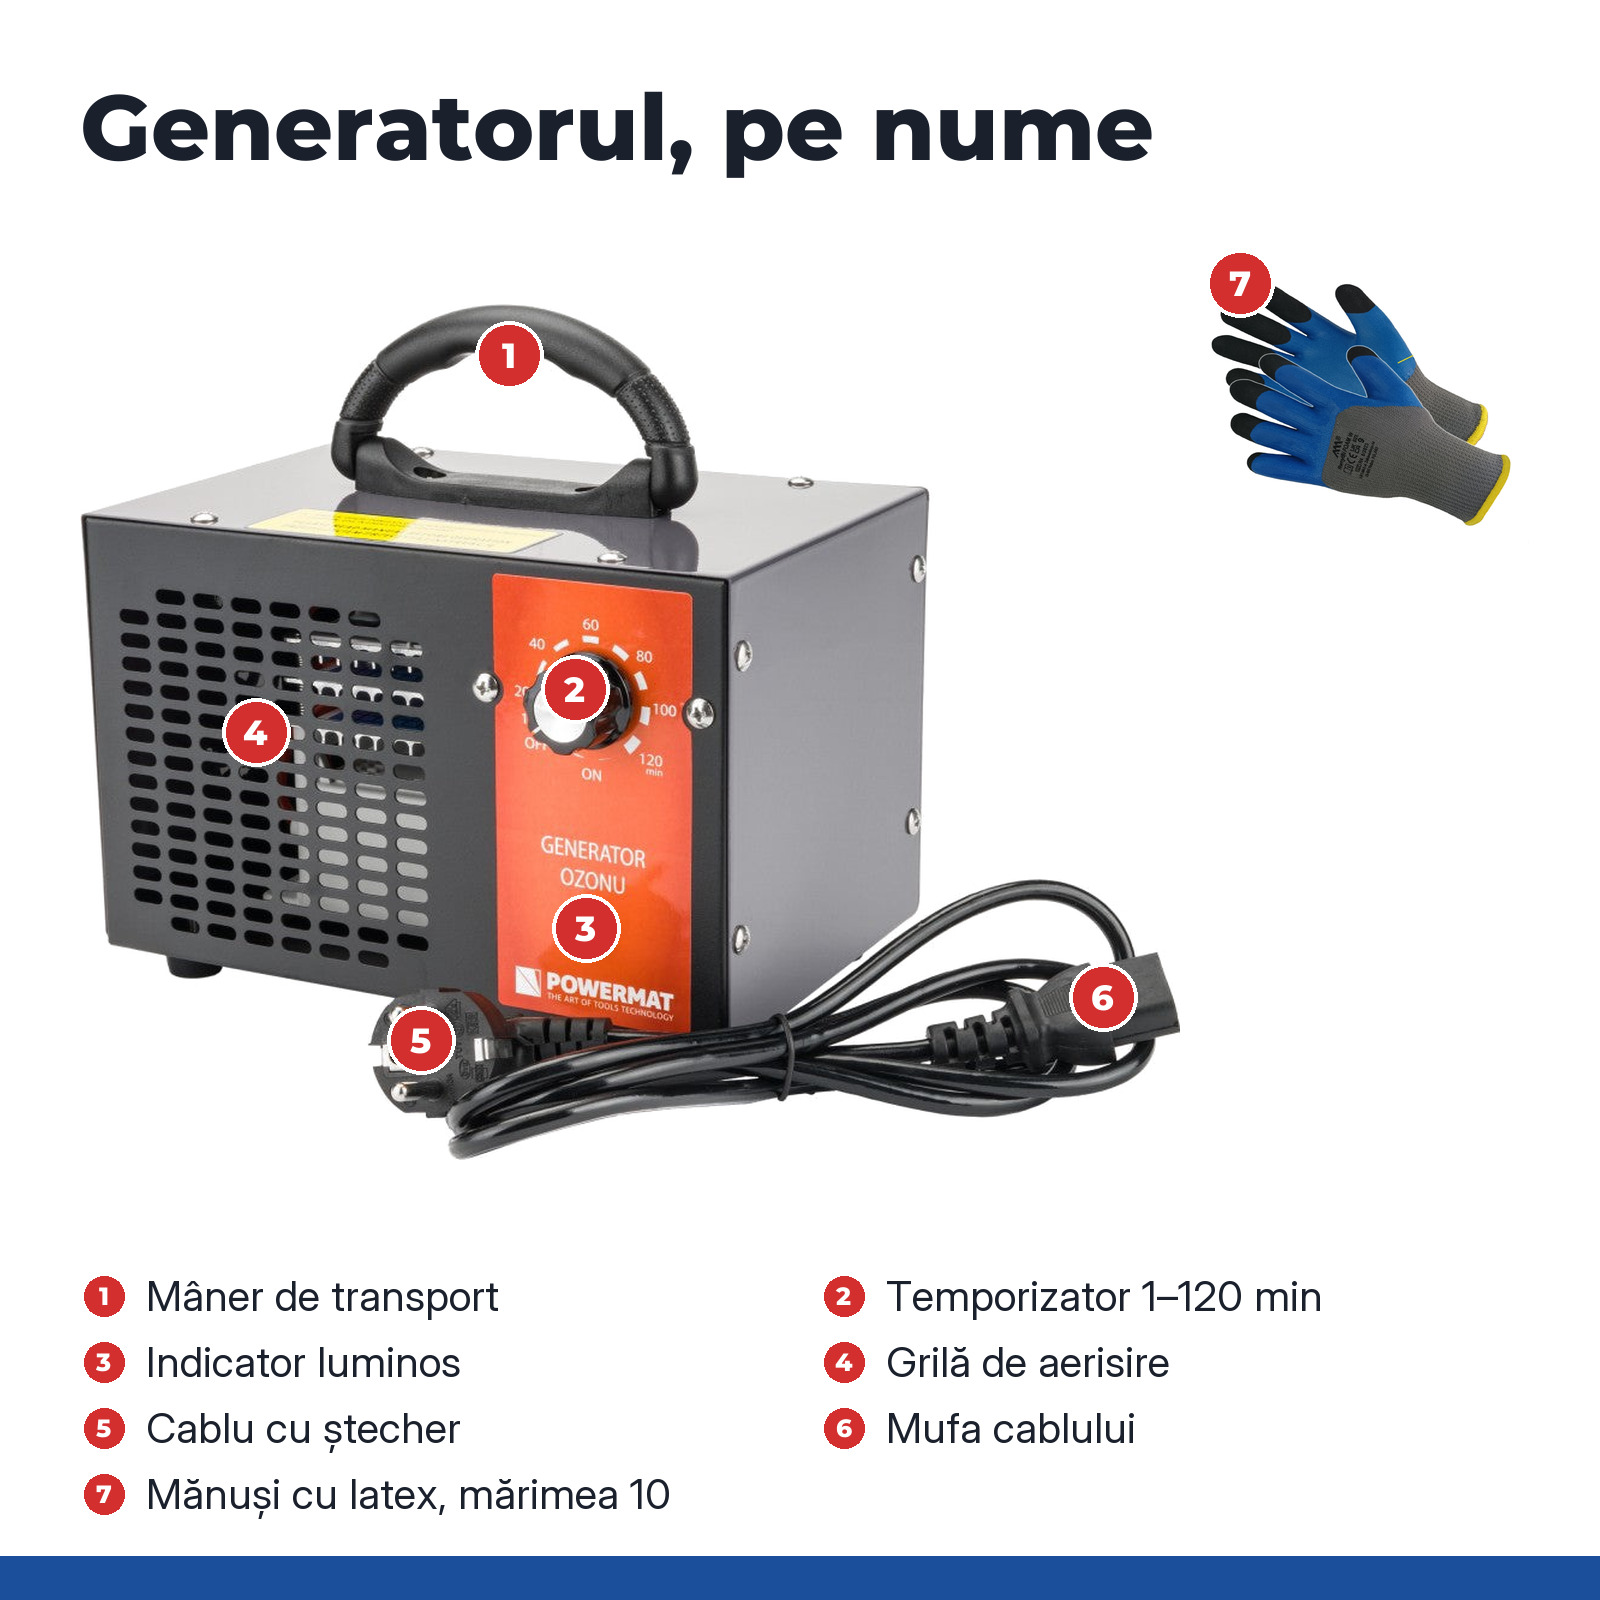 Generatorul, pe nume
7
1
60
40
80
2
100
OFF
120
min
ON
4
GENERATOR
OZONU
3
POWERMAT
THE ART OF TOOLS TECHNOLOGY
5
6
1 Mâner de transport
2 Temporizator 1–120 min
3 Indicator luminos
4 Grilă de aerisire
5 Cablu cu ștecher
6 Mufa cablului
7 Mănuși cu latex, mărimea 10